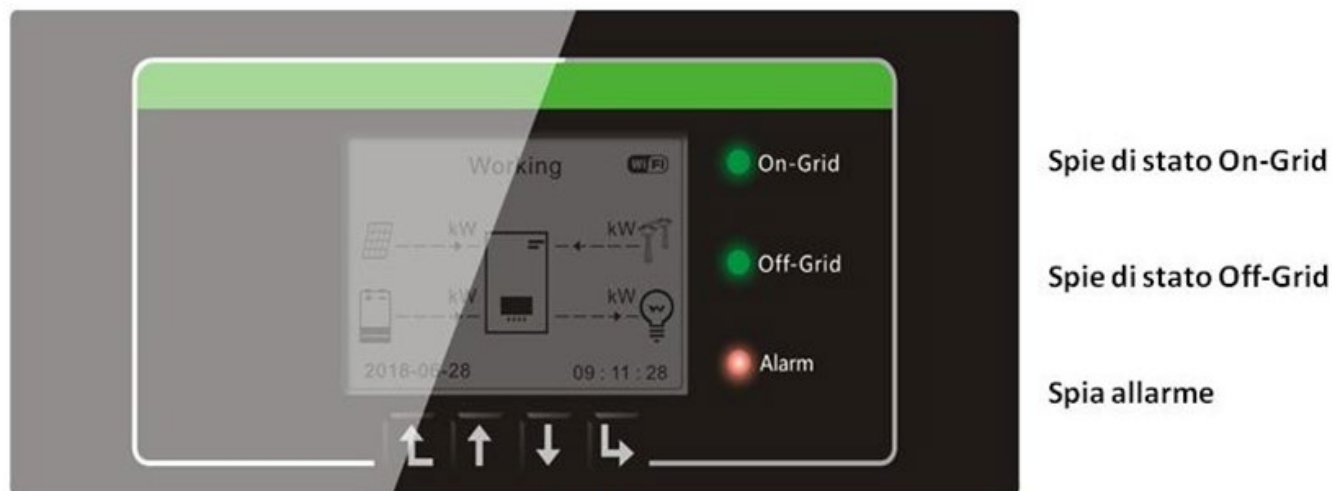 Working WiFi
On-Grid
Spie di stato On-Grid
kW kW
Off-Grid
Spie di stato Off-Grid
kW kW
2018-06-28 09 : 11 : 28
Alarm
Spia allarme